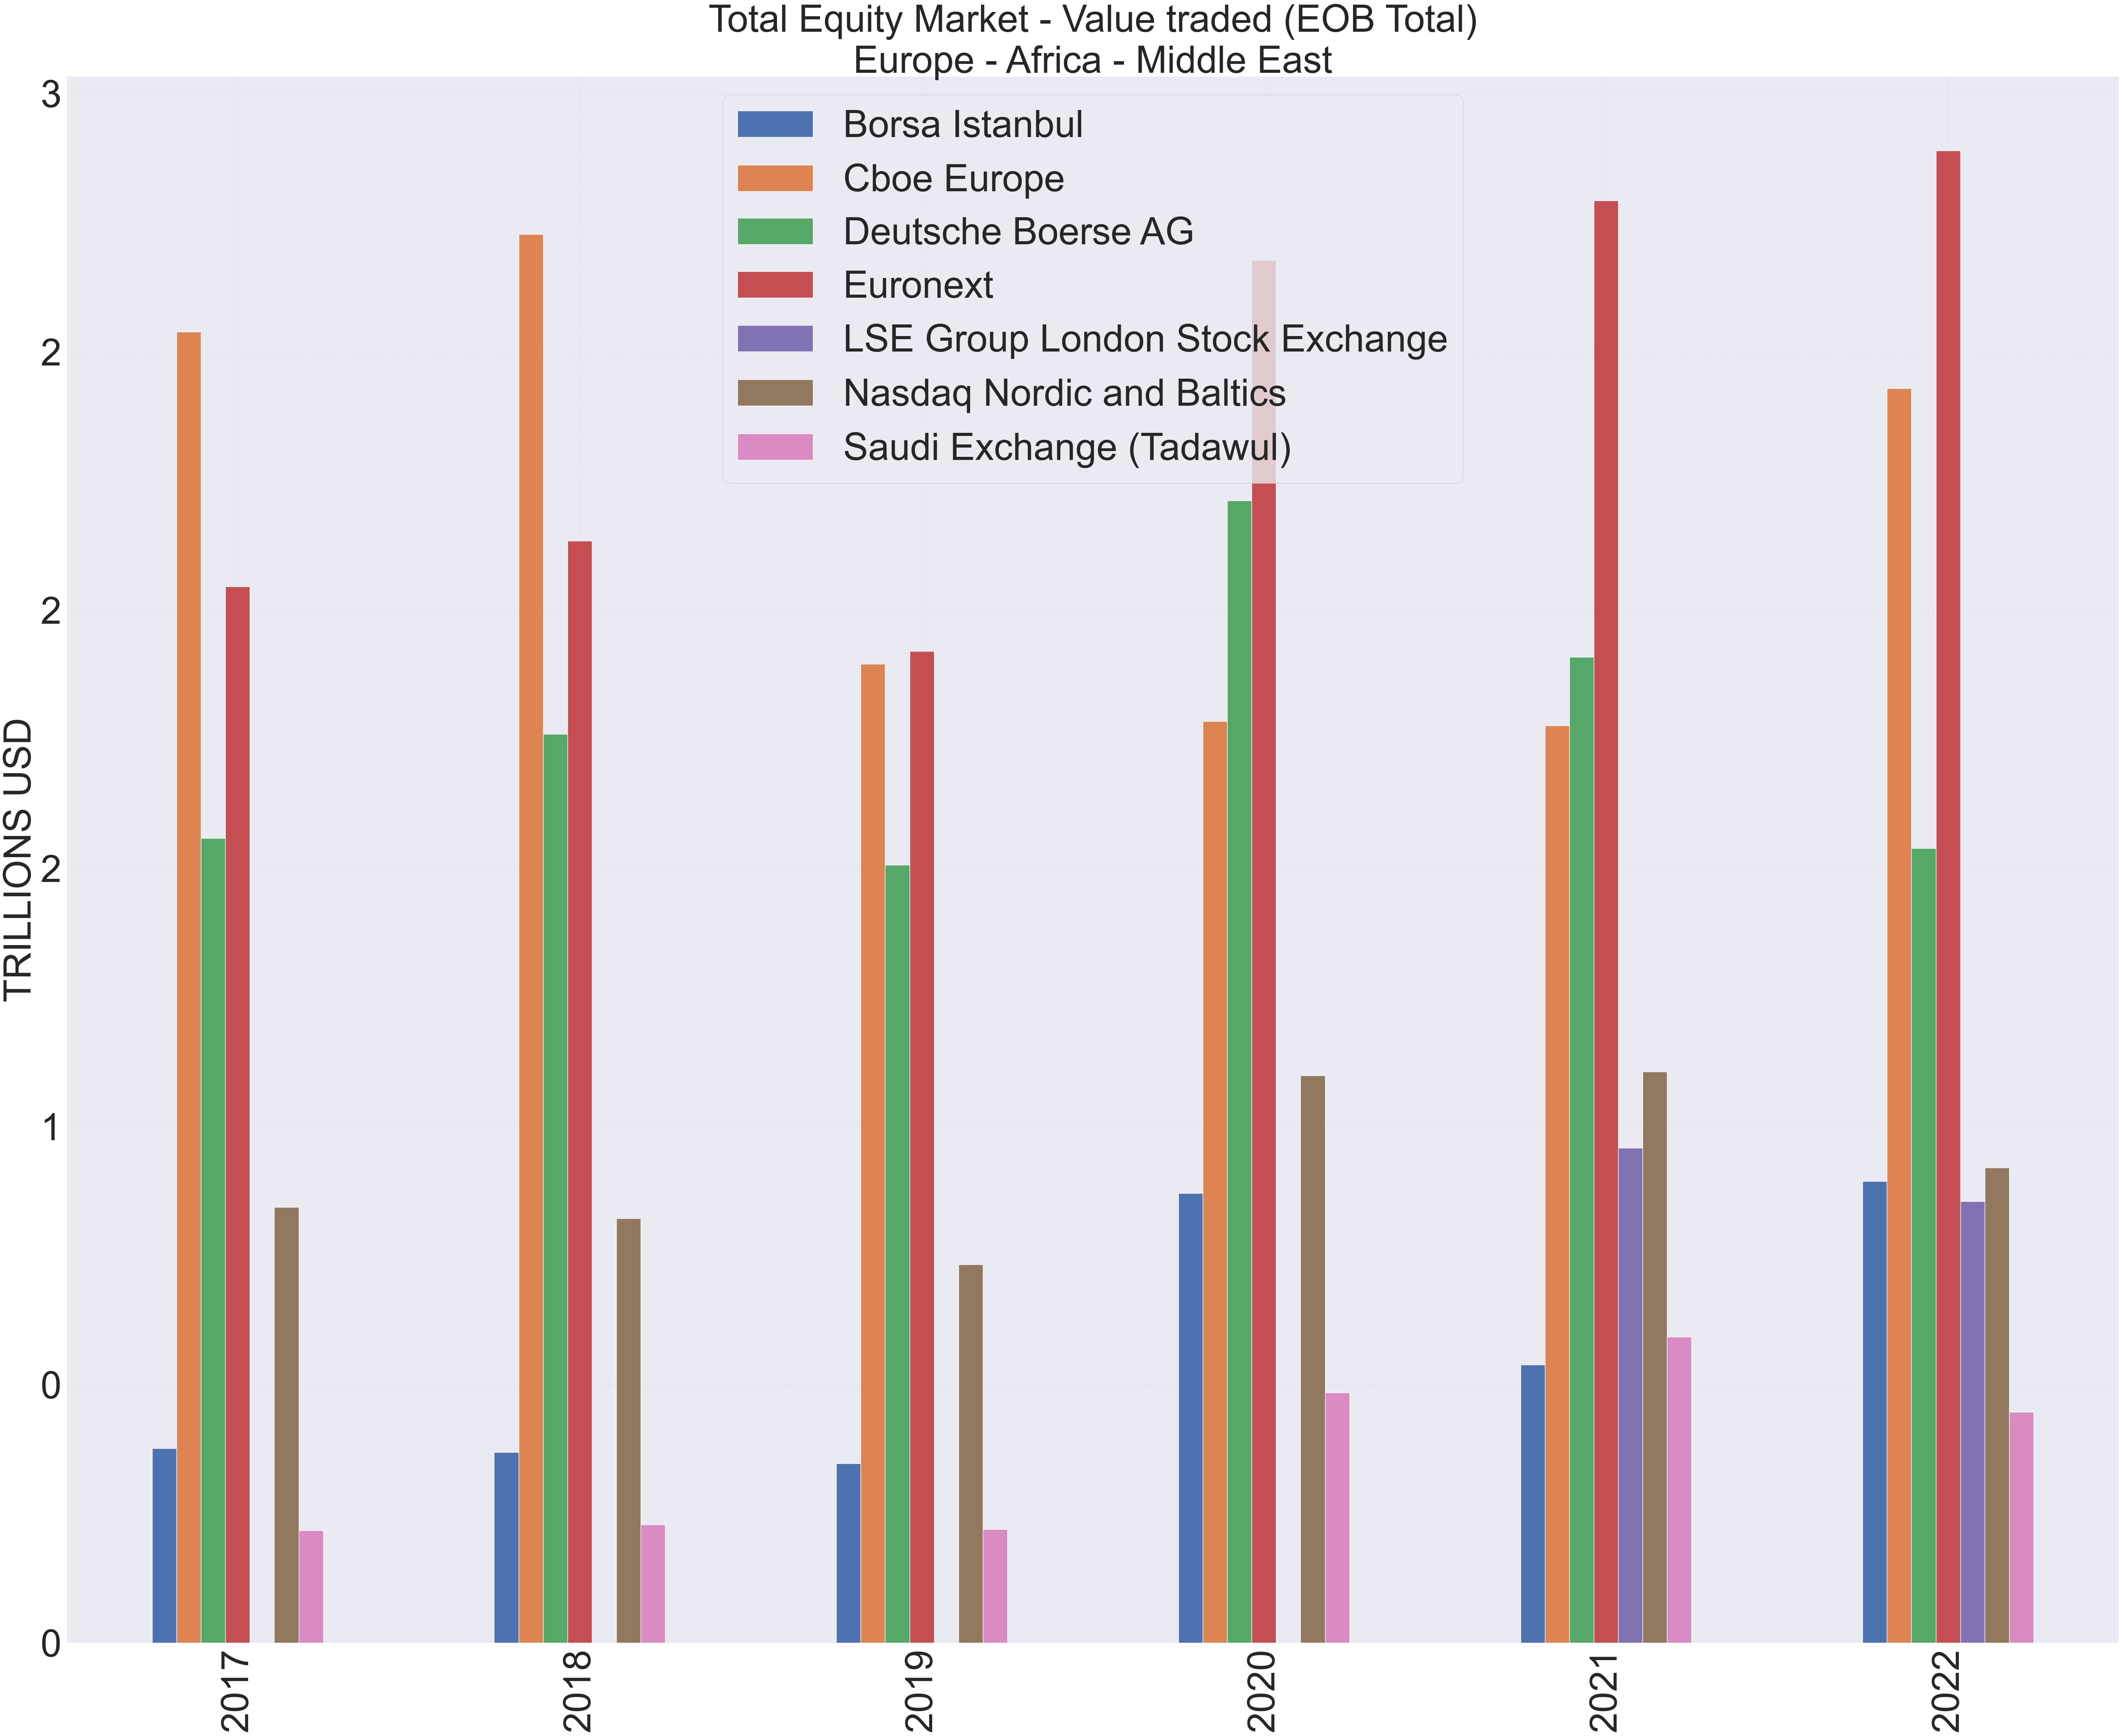 Total Equity Market - Value traded (EOB Total)
Europe - Africa - Middle East
3
2
2
2
1
0
0
TRILLIONS USD
Borsa Istanbul
Cboe Europe
Deutsche Boerse AG
Euronext
LSE Group London Stock Exchange
Nasdaq Nordic and Baltics
Saudi Exchange (Tadawul)
2017
2018
2019
2020
2021
2022